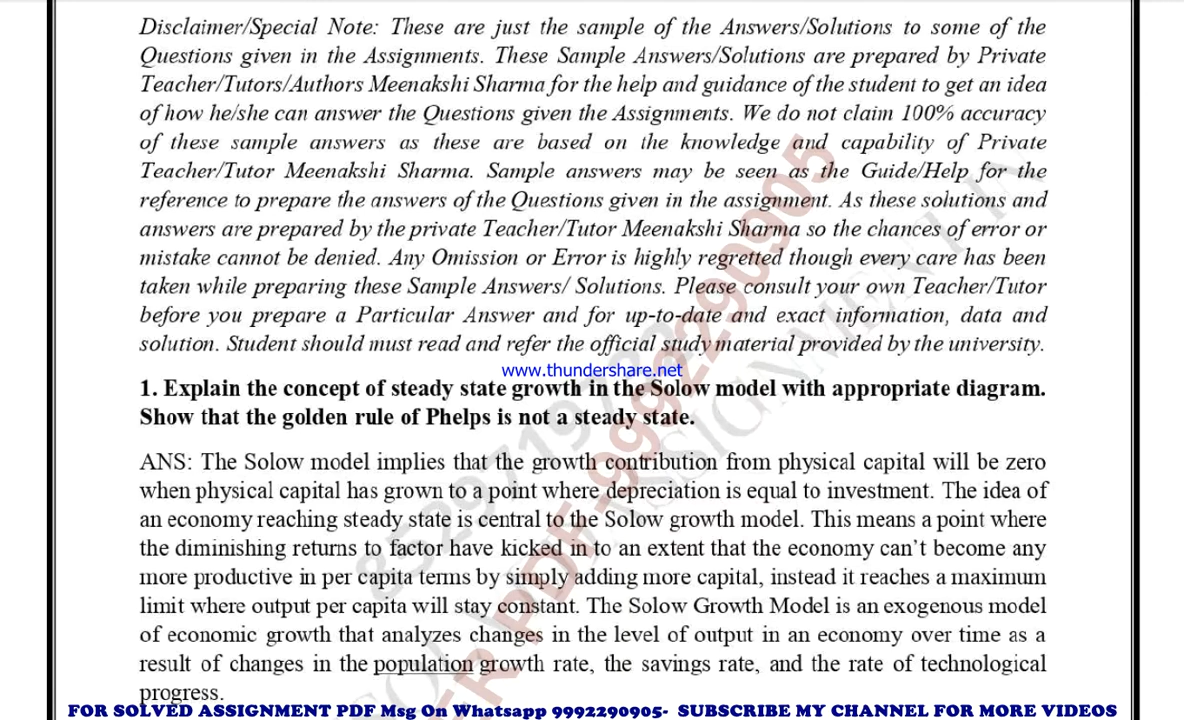 Disclaimer/Special Note: These are just the sample of the Answers/Solutions to some of the
Questions given in the Assignments. These Sample Answers/Solutions are prepared by Private
Teacher/Tutors/Authors Meenakshi Sharma for the help and guidance of the student to get an idea
of how he/she can answer the Questions given the Assignments. We do not claim 100% accuracy
of these sample answers as these are based on the knowledge and capability of Private
Teacher/Tutor Meenakshi Sharma. Sample answers may be seen as the Guide/Help for the
reference to prepare the answers of the Questions given in the assignment. As these solutions and
answers are prepared by the private Teacher/Tutor Meenakshi Sharma so the chances of error or
mistake cannot be denied. Any Omission or Error is highly regretted though every care has been
taken while preparing these Sample Answers/ Solutions. Please consult your own Teacher/Tutor
before you prepare a Particular Answer and for up-to-date and exact information, data and
solution. Student should must read and refer the official study material provided by the university.
www.thundershare.net
1. Explain the concept of steady state growth in the Solow model with appropriate diagram.
Show that the golden rule of Phelps is not a steady state.
ANS: The Solow model implies that the growth contribution from physical capital will be zero
when physical capital has grown to a point where depreciation is equal to investment. The idea of
an economy reaching steady state is central to the Solow growth model. This means a point where
the diminishing returns to factor have kicked in to an extent that the economy can't become any
more productive in per capita terms by simply adding more capital, instead it reaches a maximum
limit where output per capita will stay constant. The Solow Growth Model is an exogenous model
of economic growth that analyzes changes in the level of output in an economy over time as a
result of changes in the population growth rate, the savings rate, and the rate of technological
progress.
FOR SOLVED ASSIGNMENT PDF Msg On Whatsapp 9992290905- SUBSCRIBE MY CHANNEL FOR MORE VIDEOS
PDF-9992290905
ASSIGNMENT IN